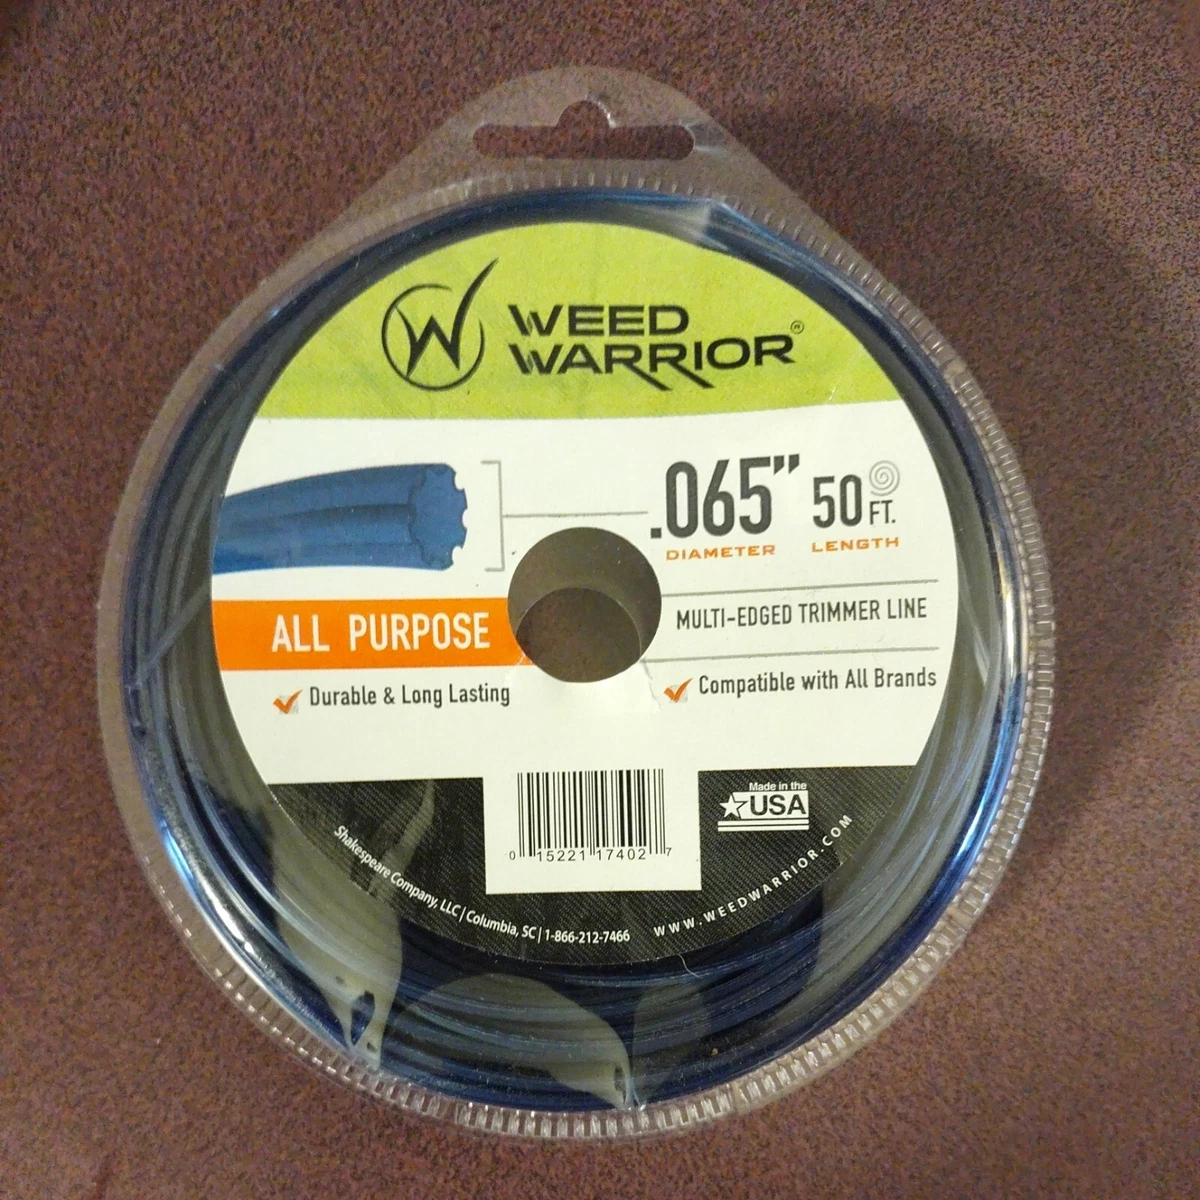 W WEED
WARRIOR®
.065" 50 FT.
DIAMETER LENGTH
MULTI-EDGED TRIMMER LINE
ALL PURPOSE
Durable & Long Lasting
Compatible with All Brands
Made in the
USA
0 15221 17402 7
Shakespeare Company, LLC | Columbia, SC | 1-866-212-7466
WWW.WEEDWARRIOR.COM